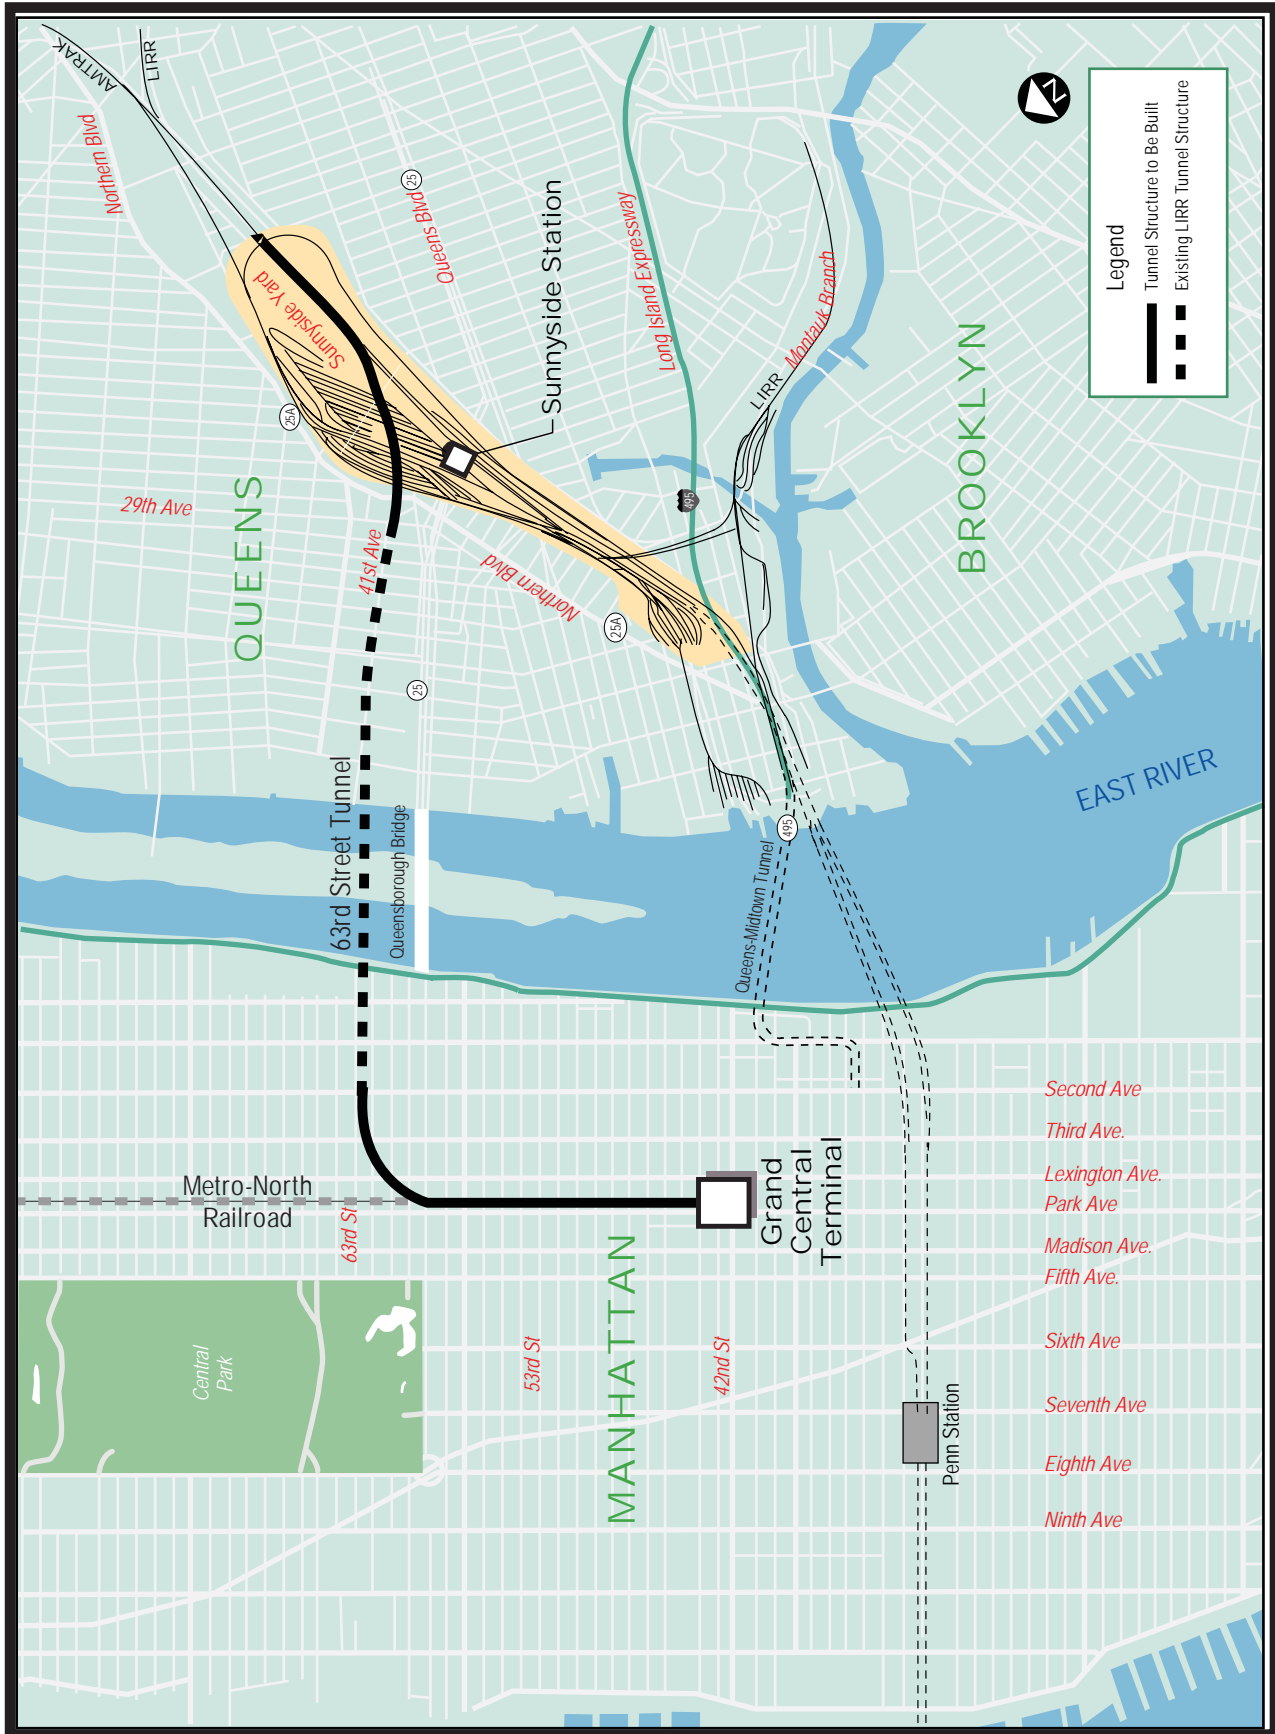 AMTRAK
LIRR
Northern Blvd
25
Queens Blvd
Sunnyside Yard
Sunnyside Station
Long Island Expressway
Montauk Branch
LIRR
N
Legend
Tunnel Structure to Be Built
Existing LIRR Tunnel Structure
25A
29th Ave
QUEENS
41st Ave
495
Northern Blvd
25A
25
BROOKLYN
EAST RIVER
63rd Street Tunnel
Queensborough Bridge
495
Queens-Midtown Tunnel
Metro-North
Railroad
63rd St
Grand
Central
Terminal
MANHATTAN
Central
Park
53rd St
42nd St
Penn Station
Second Ave
Third Ave.
Lexington Ave.
Park Ave
Madison Ave.
Fifth Ave.
Sixth Ave
Seventh Ave
Eighth Ave
Ninth Ave